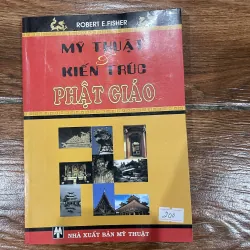 ROBERT E.FISHER
MỸ THUẬT
&
KIẾN TRÚC
PHẬT GIÁO
NHÀ XUẤT BẢN MỸ THUẬT